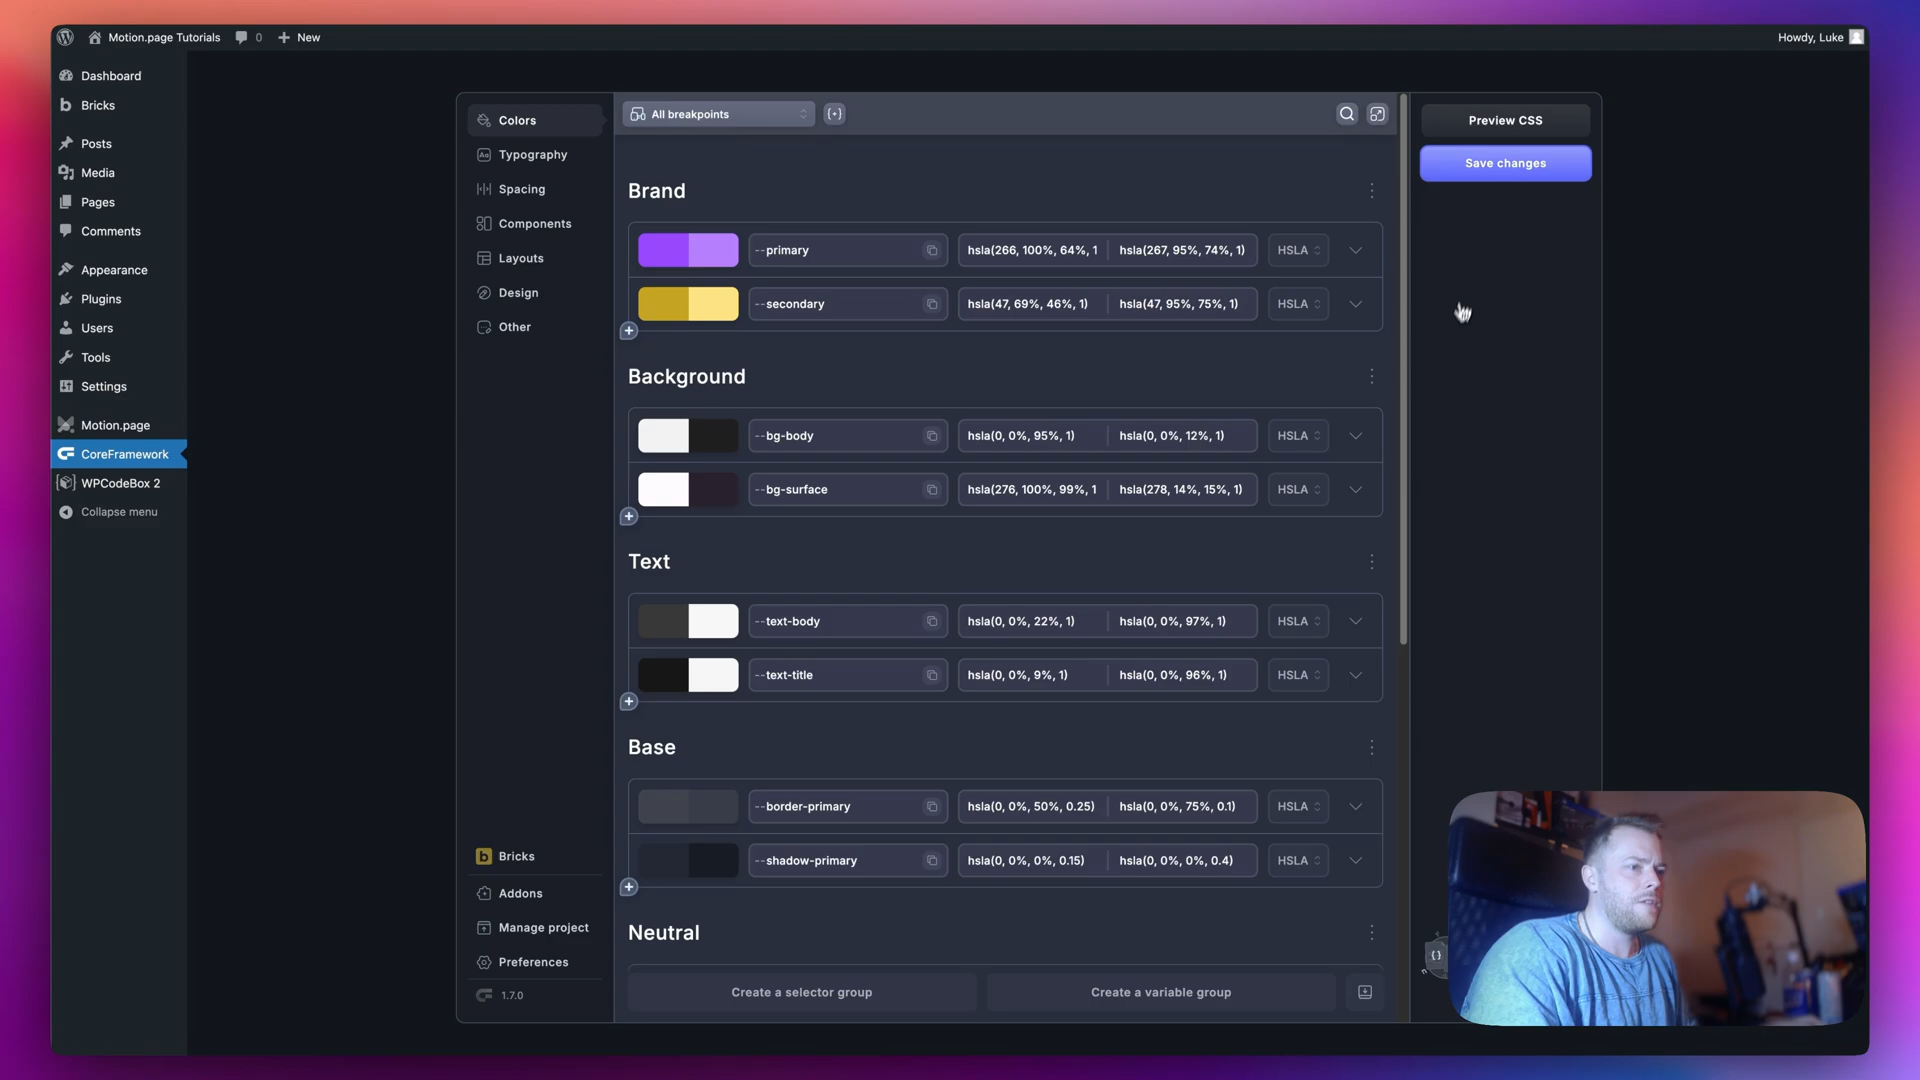 Motion.page Tutorials
0
New
Howdy, Luke
Dashboard
Bricks
Posts
Media
Pages
Comments
Appearance
Plugins
Users
Tools
Settings
Motion.page
CoreFramework
WPCodeBox 2
Collapse menu
Colors
Typography
Spacing
Components
Layouts
Design
Other
Bricks
Addons
Manage project
Preferences
1.7.0
All breakpoints
Brand
--primary hsla(266, 100%, 64%, 1 hsla(267, 95%, 74%, 1) HSLA
--secondary hsla(47, 69%, 46%, 1) hsla(47, 95%, 75%, 1) HSLA
Background
--bg-body hsla(0, 0%, 95%, 1) hsla(0, 0%, 12%, 1) HSLA
--bg-surface hsla(276, 100%, 99%, 1 hsla(278, 14%, 15%, 1) HSLA
Text
--text-body hsla(0, 0%, 22%, 1) hsla(0, 0%, 97%, 1) HSLA
--text-title hsla(0, 0%, 9%, 1) hsla(0, 0%, 96%, 1) HSLA
Base
--border-primary hsla(0, 0%, 50%, 0.25) hsla(0, 0%, 75%, 0.1) HSLA
--shadow-primary hsla(0, 0%, 0%, 0.15) hsla(0, 0%, 0%, 0.4) HSLA
Neutral
Create a selector group
Create a variable group
Preview CSS
Save changes